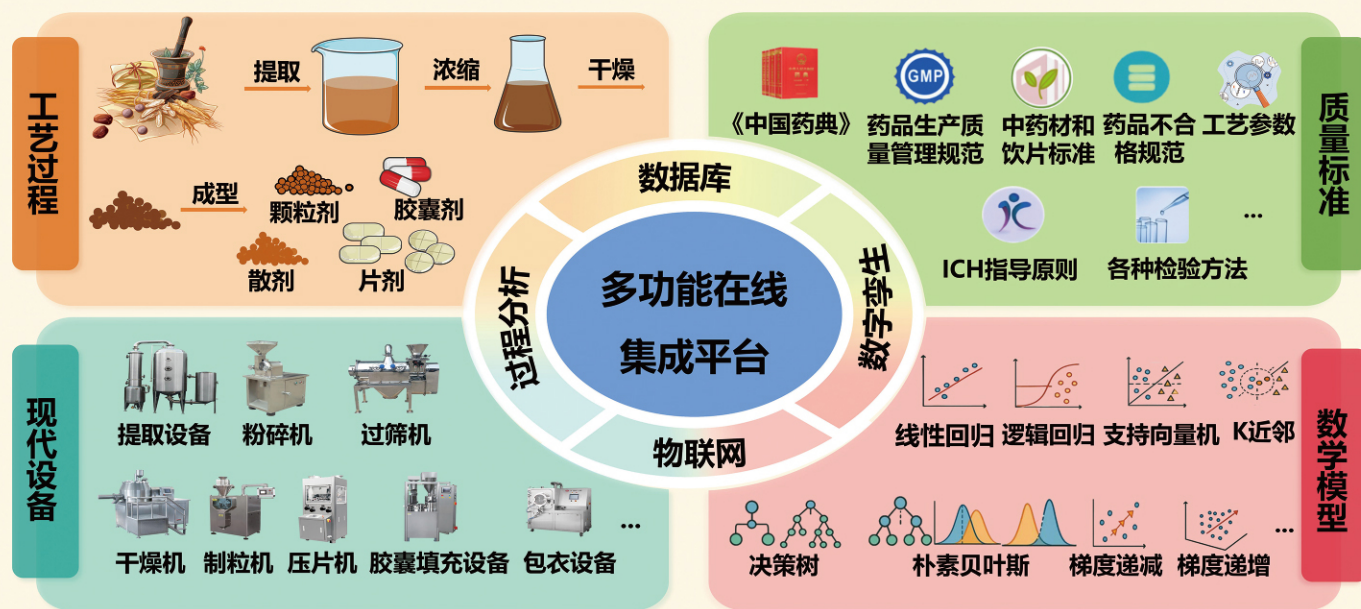 工艺过程
提取
浓缩
干燥
成型
颗粒剂
胶囊剂
散剂
片剂
质量标准
《中国药典》
GMP
药品生产质
量管理规范
中药材和
饮片标准
药品不合
格规范
工艺参数
ICH指导原则
各种检验方法
...
数据库
过程分析
数字孪生
物联网
多功能在线
集成平台
现代设备
提取设备
粉碎机
过筛机
干燥机
制粒机
压片机
胶囊填充设备
包衣设备
...
数学模型
线性回归
逻辑回归
支持向量机
K近邻
决策树
朴素贝叶斯
梯度递减
梯度递增
...